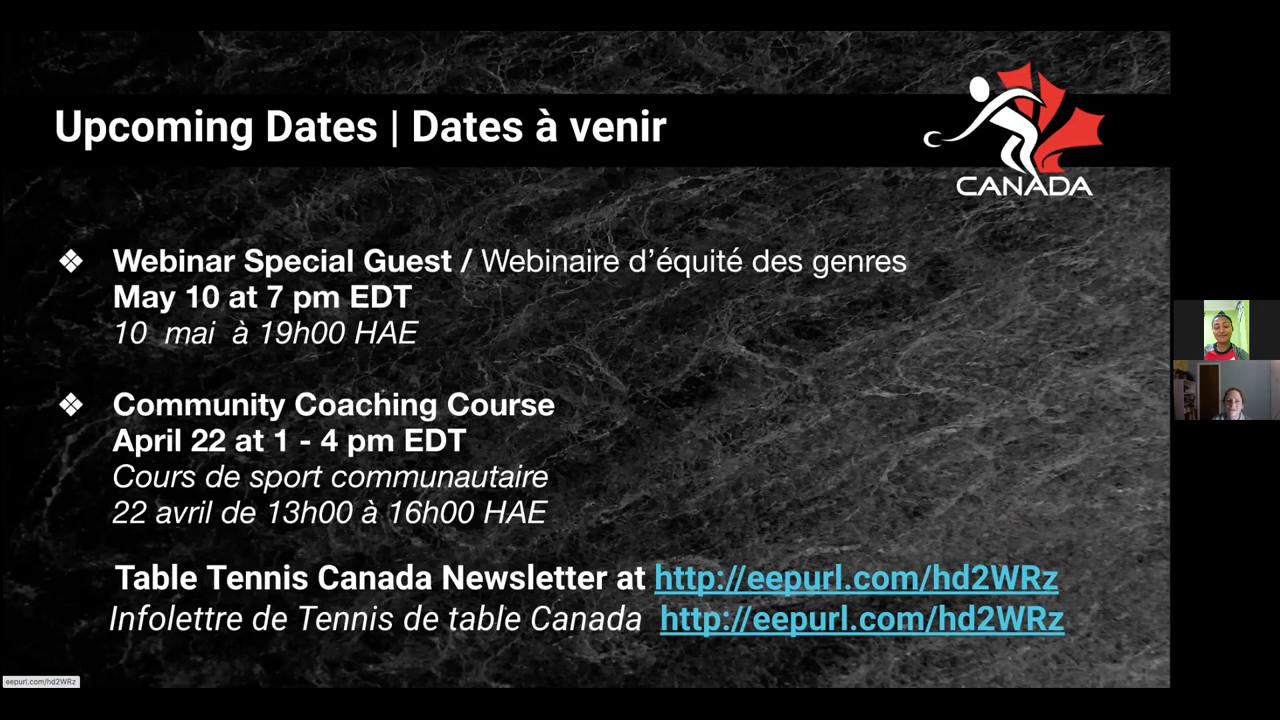 Upcoming Dates | Dates à venir
CANADA
❖ Webinar Special Guest / Webinaire d’équité des genres
May 10 at 7 pm EDT
10 mai à 19h00 HAE
❖ Community Coaching Course
April 22 at 1 - 4 pm EDT
Cours de sport communautaire
22 avril de 13h00 à 16h00 HAE
Table Tennis Canada Newsletter at http://eepurl.com/hd2WRz
Infolettre de Tennis de table Canada http://eepurl.com/hd2WRz
eepurl.com/hd2WRz